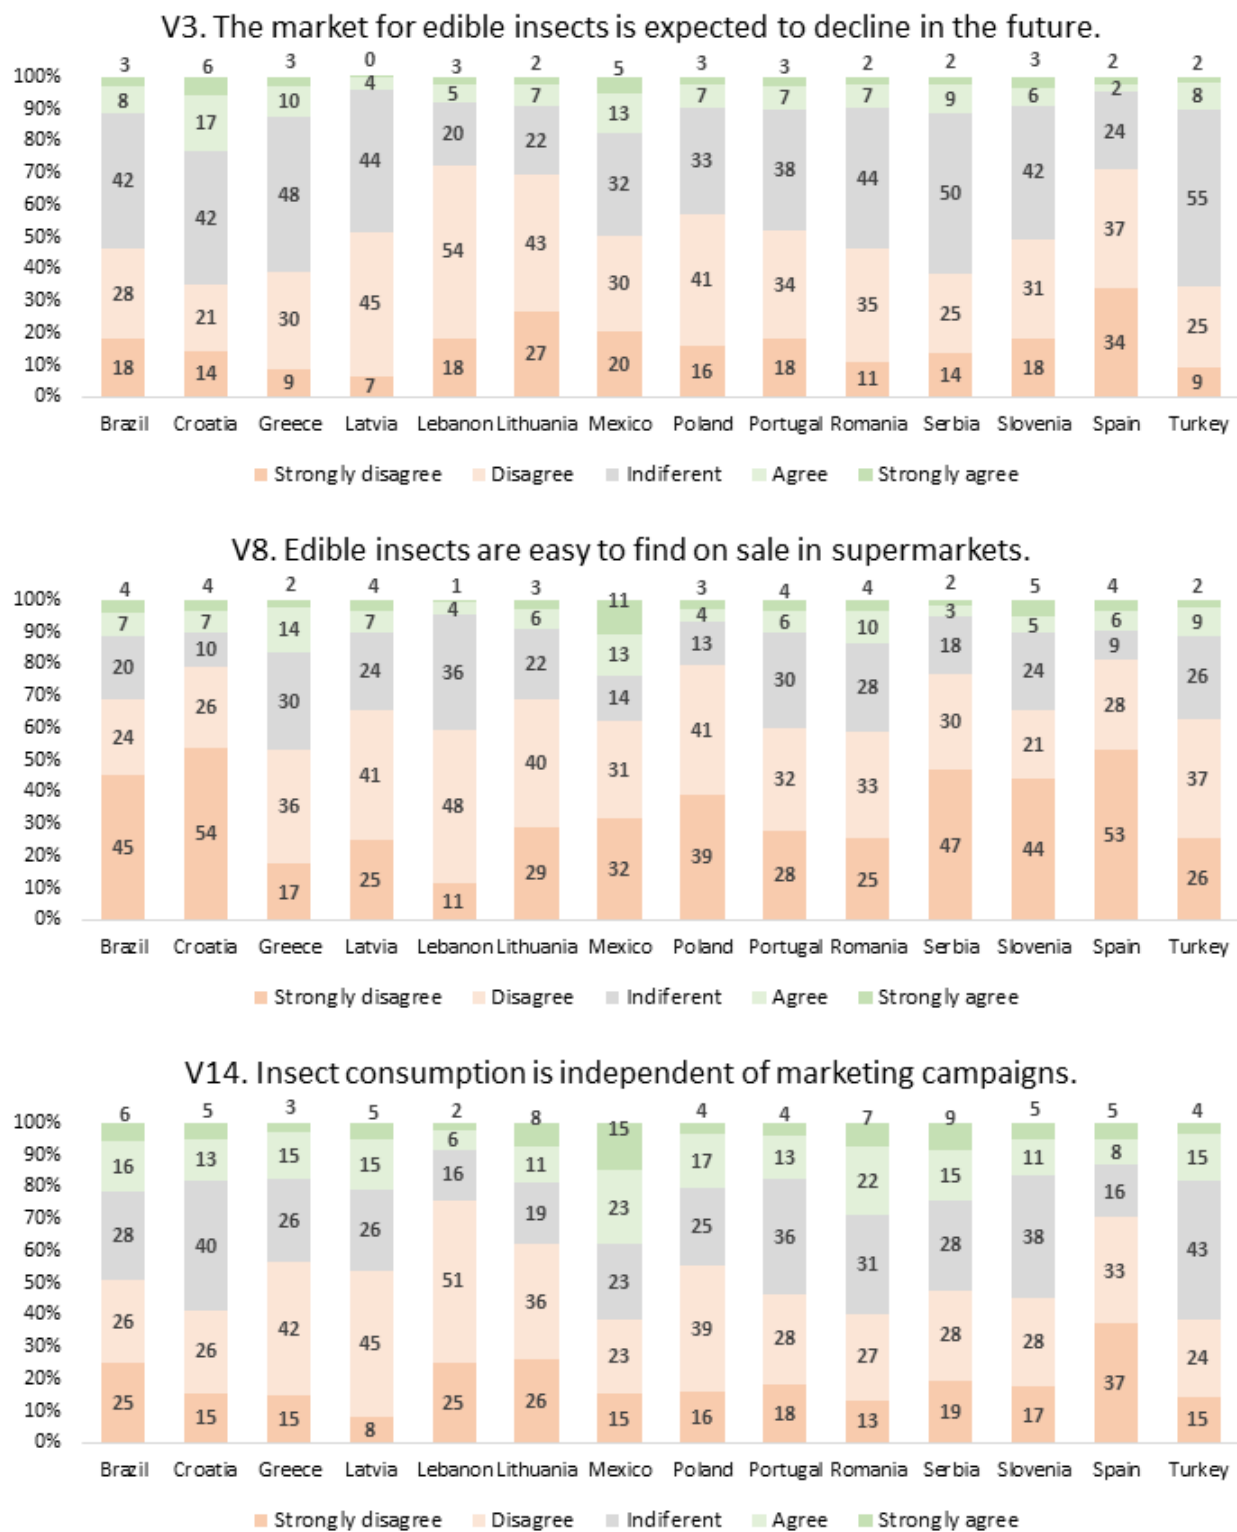 V3. The market for edible insects is expected to decline in the future.
3 6 3 0 3 2 5 3 3 2 2 3 2 2
100%
90%
80%
70%
60%
50%
40%
30%
20%
10%
0%
8 17 10 4 5 7 13 7 7 7 9 6 2 8
42 42 48 44 20 22 32 33 38 44 50 42 24 55
28 21 30 45 54 43 30 41 34 35 25 31 37 25
18 14 9 7 18 27 20 16 18 11 14 18 34 9
Brazil Croatia Greece Latvia Lebanon Lithuania Mexico Poland Portugal Romania Serbia Slovenia Spain Turkey
Strongly disagree Disagree Indiferent Agree Strongly agree
V8. Edible insects are easy to find on sale in supermarkets.
4 4 2 4 1 3 11 3 4 4 2 5 4 2
100%
90%
80%
70%
60%
50%
40%
30%
20%
10%
0%
7 7 14 7 4 6 13 4 6 10 3 5 6 9
20 10 30 24 36 22 14 13 30 28 18 24 9 26
24 26 36 41 48 40 31 41 32 33 30 21 28 37
45 54 17 25 11 29 32 39 28 25 47 44 53 26
Brazil Croatia Greece Latvia Lebanon Lithuania Mexico Poland Portugal Romania Serbia Slovenia Spain Turkey
Strongly disagree Disagree Indiferent Agree Strongly agree
V14. Insect consumption is independent of marketing campaigns.
6 5 3 5 2 8 15 4 4 7 9 5 5 4
100%
90%
80%
70%
60%
50%
40%
30%
20%
10%
0%
16 13 15 15 6 11 23 17 13 22 15 11 8 15
28 40 26 26 16 19 23 25 36 31 28 38 16 43
26 26 42 45 51 36 23 39 28 27 28 28 33 24
25 15 15 8 25 26 15 16 18 13 19 17 37 15
Brazil Croatia Greece Latvia Lebanon Lithuania Mexico Poland Portugal Romania Serbia Slovenia Spain Turkey
Strongly disagree Disagree Indiferent Agree Strongly agree